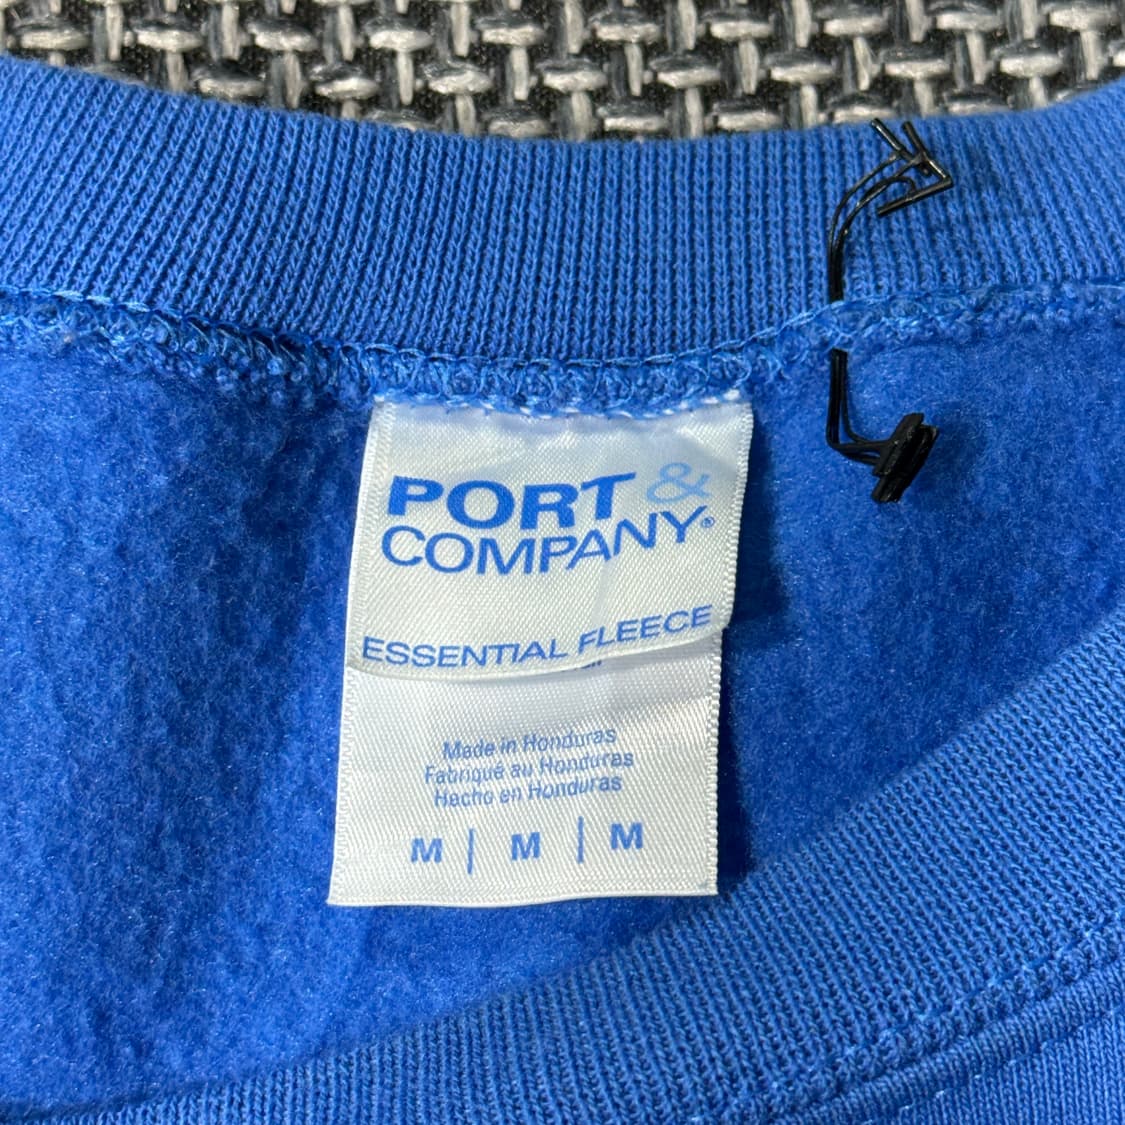 PORT &
COMPANY®
ESSENTIAL FLEECE
Made in Honduras
Fabriqué au Honduras
Hecho en Honduras
M | M | M